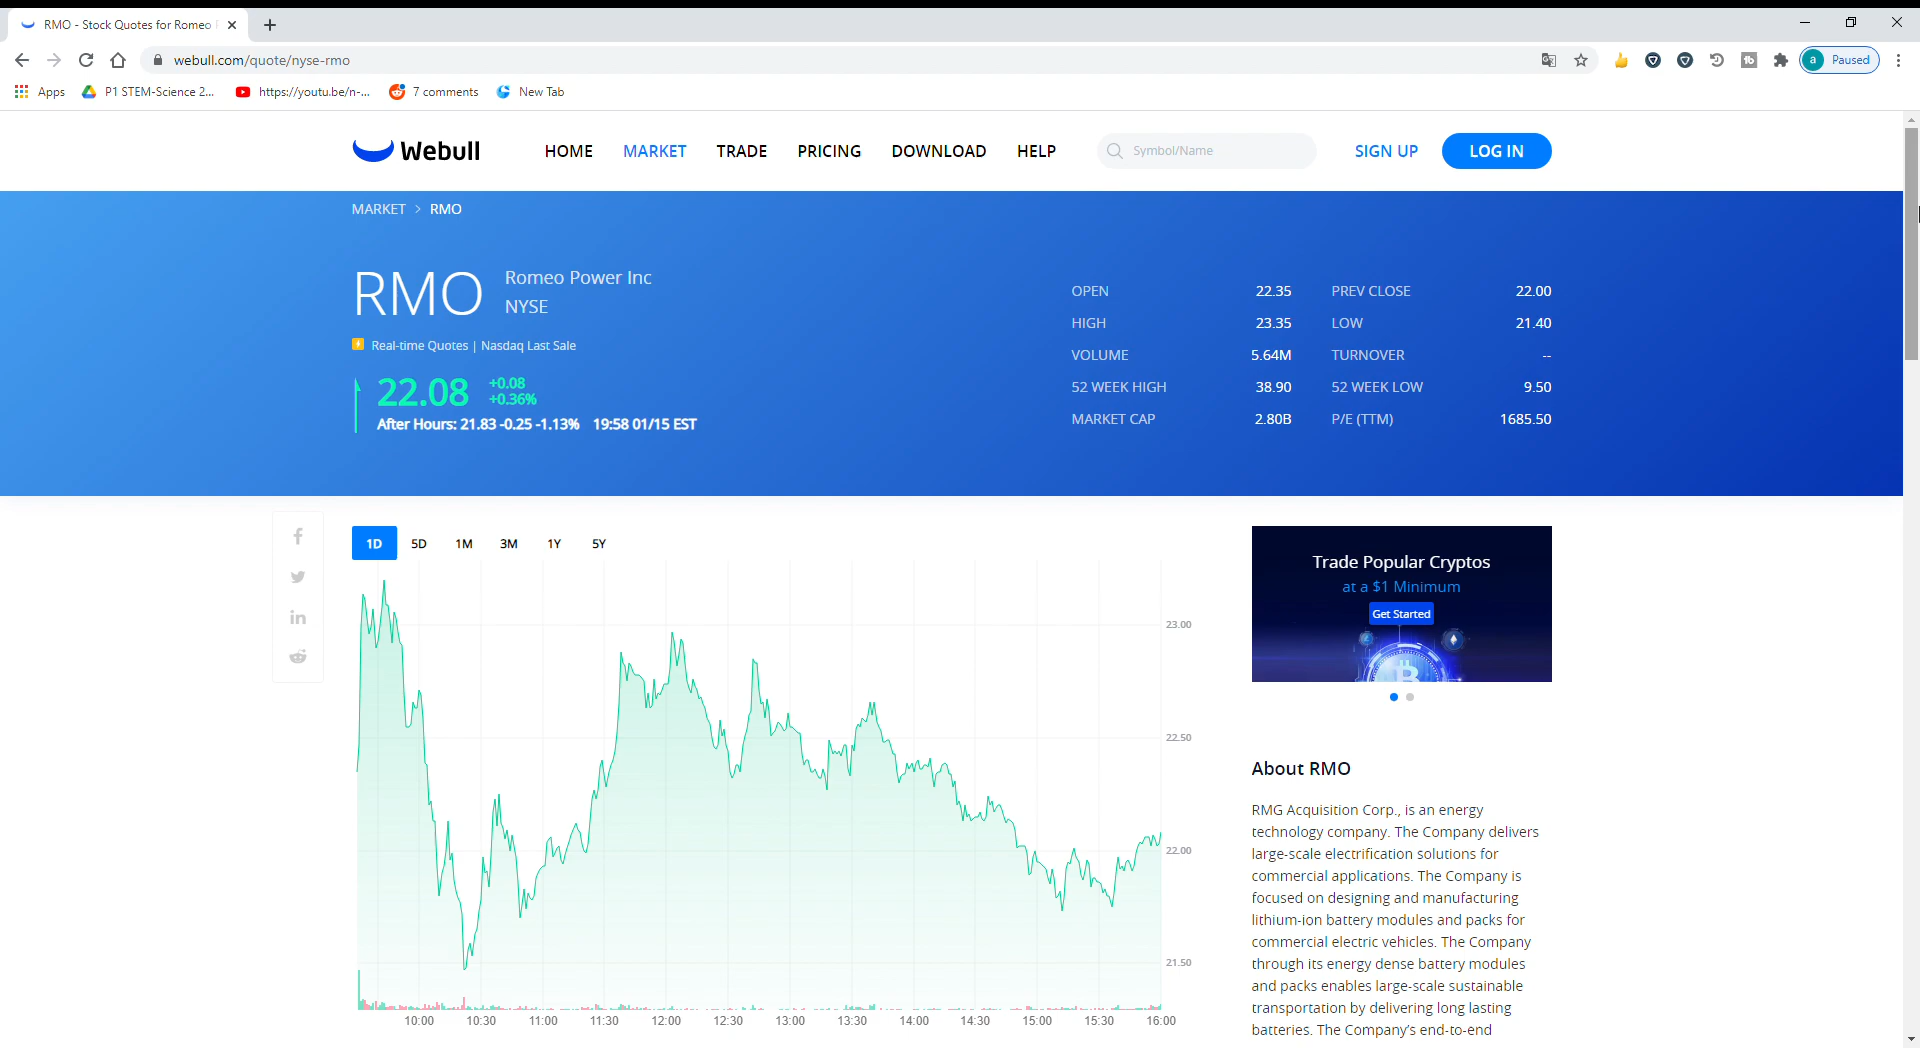 RMO - Stock Quotes for Romeo
webull.com/quote/nyse-rmo
a Paused
Apps
P1 STEM-Science 2...
https://youtu.be/n-...
7 comments
New Tab
Webull
HOME
MARKET
TRADE
PRICING
DOWNLOAD
HELP
Symbol/Name
SIGN UP
LOG IN
MARKET > RMO
RMO
Romeo Power Inc
NYSE
Real-time Quotes | Nasdaq Last Sale
22.08
+0.08
+0.36%
After Hours: 21.83 -0.25 -1.13% 19:58 01/15 EST
OPEN 22.35 PREV CLOSE 22.00
HIGH 23.35 LOW 21.40
VOLUME 5.64M TURNOVER --
52 WEEK HIGH 38.90 52 WEEK LOW 9.50
MARKET CAP 2.80B P/E (TTM) 1685.50
1D 5D 1M 3M 1Y 5Y
23.00
22.50
22.00
21.50
10:00 10:30 11:00 11:30 12:00 12:30 13:00 13:30 14:00 14:30 15:00 15:30 16:00
Trade Popular Cryptos
at a $1 Minimum
Get Started
About RMO
RMG Acquisition Corp., is an energy
technology company. The Company delivers
large-scale electrification solutions for
commercial applications. The Company is
focused on designing and manufacturing
lithium-ion battery modules and packs for
commercial electric vehicles. The Company
through its energy dense battery modules
and packs enables large-scale sustainable
transportation by delivering long lasting
batteries. The Company's end-to-end